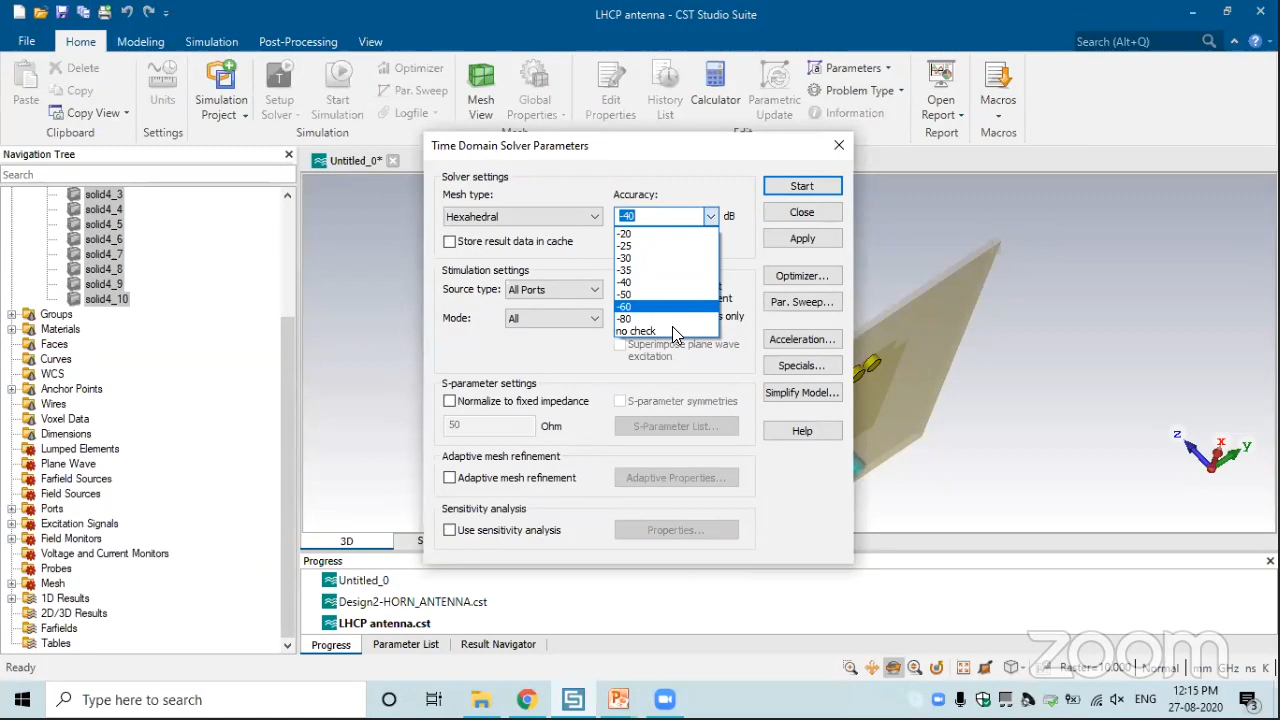 LHCP antenna - CST Studio Suite
File Home Modeling Simulation Post-Processing View Search (Alt+Q)
Paste Delete Copy Copy View Clipboard
Units Settings
Simulation Project Setup Solver Start Simulation Optimizer Par. Sweep Logfile Simulation
Mesh View Global Properties Mesh
Edit Properties History List Calculator Parametric Update Parameters Problem Type Information Edit
Open Report Report
Macros Macros
Navigation Tree
Search
Untitled_0*
solid4_3
solid4_4
solid4_5
solid4_6
solid4_7
solid4_8
solid4_9
solid4_10
Groups
Materials
Faces
Curves
WCS
Anchor Points
Wires
Voxel Data
Dimensions
Lumped Elements
Plane Wave
Farfield Sources
Field Sources
Ports
Excitation Signals
Field Monitors
Voltage and Current Monitors
Probes
Mesh
1D Results
2D/3D Results
Farfields
Tables
Time Domain Solver Parameters
Solver settings
Mesh type: Accuracy:
Hexahedral -40 dB
Store result data in cache
-20
-25
-30
-35
-40
-50
-60
-80
no check
Stimulation settings
Source type: All Ports
Mode: All
s only
Superimpose plane wave
excitation
S-parameter settings
Normalize to fixed impedance S-parameter symmetries
50 Ohm S-Parameter List...
Adaptive mesh refinement
Adaptive mesh refinement Adaptive Properties...
Sensitivity analysis
Use sensitivity analysis Properties...
Start
Close
Apply
Optimizer...
Par. Sweep...
Acceleration...
Specials...
Simplify Model...
Help
z x y
3D
Progress
Untitled_0
Design2-HORN_ANTENNA.cst
LHCP antenna.cst
Progress Parameter List Result Navigator
zoom
Ready Raster=10.000 Normal mm GHz ns K
Type here to search
ENG 12:15 PM
27-08-2020
3